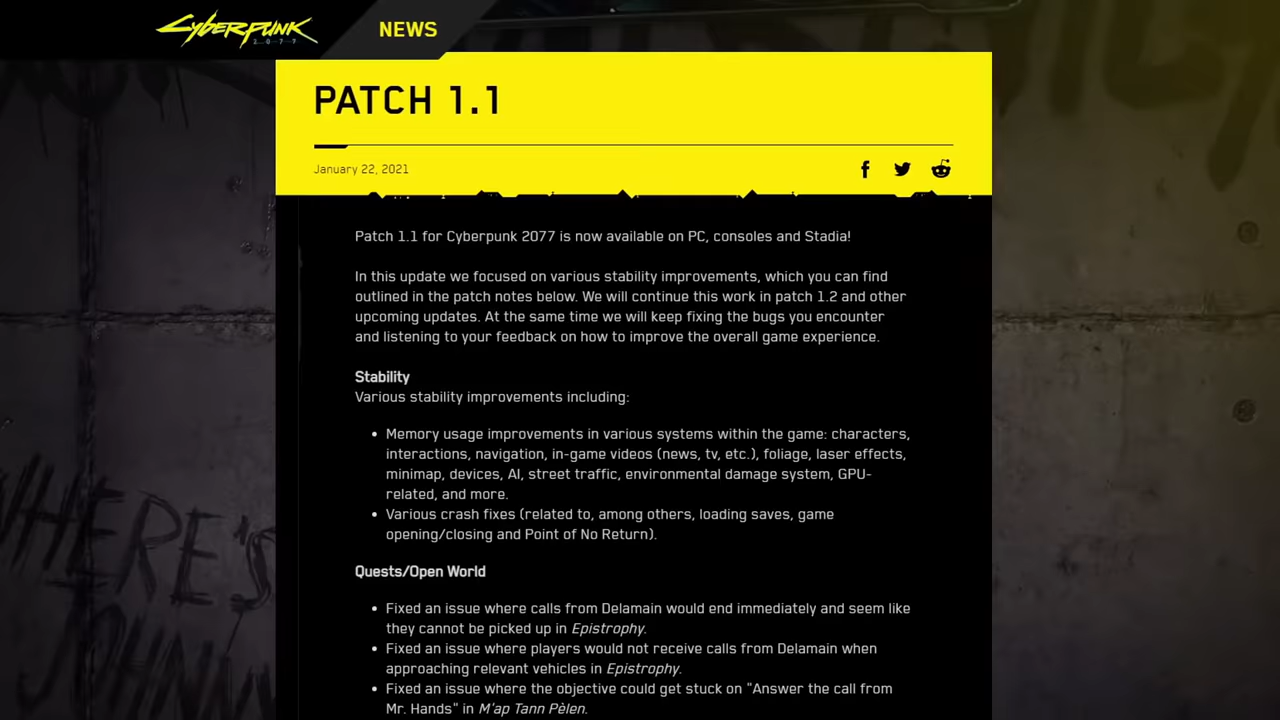 Cyberpunk
2077
NEWS
PATCH 1.1
January 22, 2021
Patch 1.1 for Cyberpunk 2077 is now available on PC, consoles and Stadia!
In this update we focused on various stability improvements, which you can find
outlined in the patch notes below. We will continue this work in patch 1.2 and other
upcoming updates. At the same time we will keep fixing the bugs you encounter
and listening to your feedback on how to improve the overall game experience.
Stability
Various stability improvements including:
• Memory usage improvements in various systems within the game: characters,
interactions, navigation, in-game videos (news, tv, etc.), foliage, laser effects,
minimap, devices, AI, street traffic, environmental damage system, GPU-
related, and more.
• Various crash fixes (related to, among others, loading saves, game
opening/closing and Point of No Return).
Quests/Open World
• Fixed an issue where calls from Delamain would end immediately and seem like
they cannot be picked up in Epistrophy.
• Fixed an issue where players would not receive calls from Delamain when
approaching relevant vehicles in Epistrophy.
• Fixed an issue where the objective could get stuck on "Answer the call from
Mr. Hands" in M'ap Tann Pèlen.
WHERE'S
JOHNNY